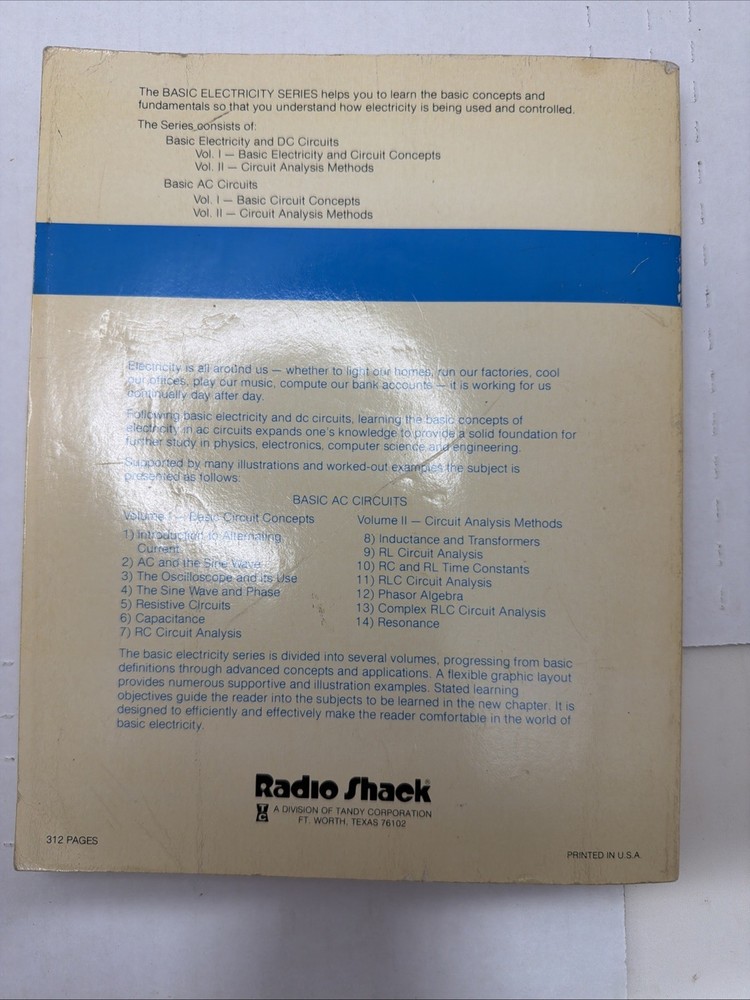 The BASIC ELECTRICITY SERIES helps you to learn the basic concepts and
fundamentals so that you understand how electricity is being used and controlled.
The Series consists of:
Basic Electricity and DC Circuits
Vol. I — Basic Electricity and Circuit Concepts
Vol. II — Circuit Analysis Methods
Basic AC Circuits
Vol. I — Basic Circuit Concepts
Vol. II — Circuit Analysis Methods
Electricity is all around us — whether to light our homes, run our factories, cool
our offices, play our music, compute our bank accounts — it is working for us
continually day after day.
Following basic electricity and dc circuits, learning the basic concepts of
electricity in ac circuits expands one's knowledge to provide a solid foundation for
further study in physics, electronics, computer science and engineering.
Supported by many illustrations and worked-out examples the subject is
presented as follows:
BASIC AC CIRCUITS
Volume I — Basic Circuit Concepts
1) Introduction to Alternating
Current
2) AC and the Sine Wave
3) The Oscilloscope and Its Use
4) The Sine Wave and Phase
5) Resistive Circuits
6) Capacitance
7) RC Circuit Analysis
Volume II — Circuit Analysis Methods
8) Inductance and Transformers
9) RL Circuit Analysis
10) RC and RL Time Constants
11) RLC Circuit Analysis
12) Phasor Algebra
13) Complex RLC Circuit Analysis
14) Resonance
The basic electricity series is divided into several volumes, progressing from basic
definitions through advanced concepts and applications. A flexible graphic layout
provides numerous supportive and illustration examples. Stated learning
objectives guide the reader into the subjects to be learned in the new chapter. It is
designed to efficiently and effectively make the reader comfortable in the world of
basic electricity.
Radio Shack®
TC A DIVISION OF TANDY CORPORATION
FT. WORTH, TEXAS 76102
312 PAGES
PRINTED IN U.S.A.